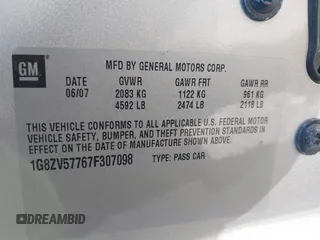 GM
MFD BY GENERAL MOTORS CORP.
DATE GVWR GAWR FRT GAWR RR
06/07 2083 KG 1122 KG 961 KG
4592 LB 2474 LB 2118 LB
THIS VEHICLE CONFORMS TO ALL APPLICABLE U.S. FEDERAL MOTOR
VEHICLE SAFETY, BUMPER, AND THEFT PREVENTION STANDARDS IN
EFFECT ON THE DATE OF MANUFACTURE SHOWN ABOVE.
1G8ZV57767F307098 TYPE: PASS CAR
REVEAL.AUTO